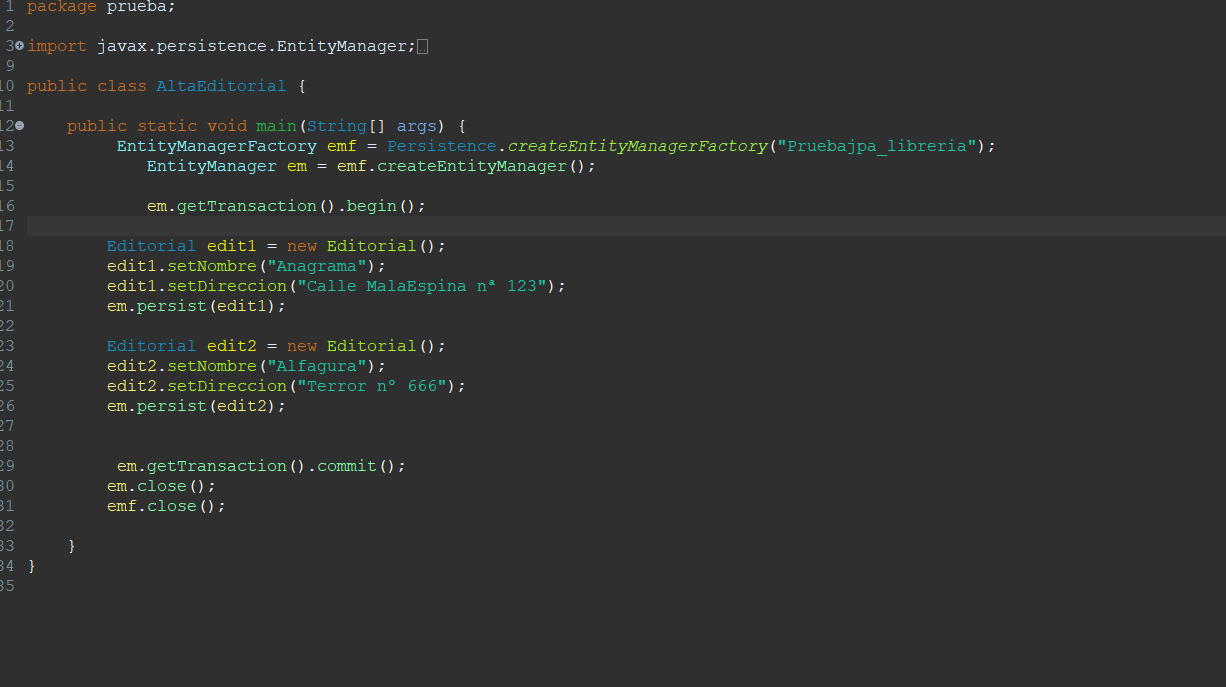 1 package prueba;
2
3 import javax.persistence.EntityManager;
9
10 public class AltaEditorial {
11
12 public static void main(String[] args) {
13 EntityManagerFactory emf = Persistence.createEntityManagerFactory("Pruebajpa_libreria");
14 EntityManager em = emf.createEntityManager();
15
16 em.getTransaction().begin();
17
18 Editorial edit1 = new Editorial();
19 edit1.setNombre("Anagrama");
20 edit1.setDireccion("Calle MalaEspina nª 123");
21 em.persist(edit1);
22
23 Editorial edit2 = new Editorial();
24 edit2.setNombre("Alfagura");
25 edit2.setDireccion("Terror nº 666");
26 em.persist(edit2);
27
28
29 em.getTransaction().commit();
30 em.close();
31 emf.close();
32
33 }
34 }
35